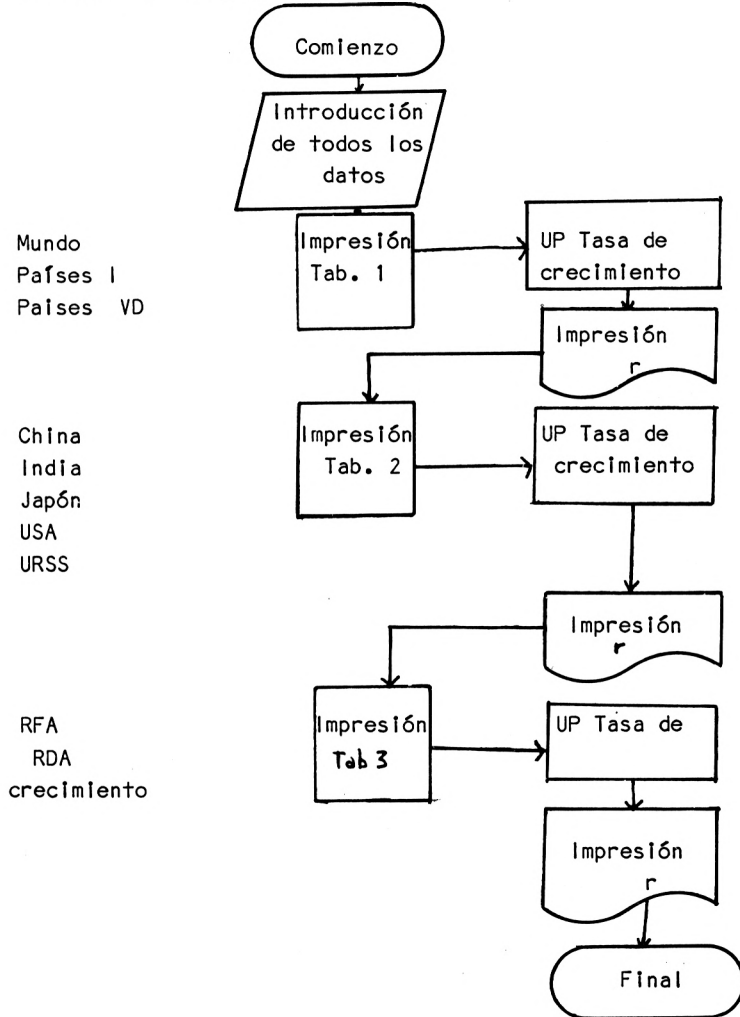 Comienzo
Introducción
de todos los
datos
Mundo
Países I
Paises VD
Impresión
Tab. 1
UP Tasa de
crecimiento
Impresión
r
China
India
Japón
USA
URSS
Impresión
Tab. 2
UP Tasa de
crecimiento
Impresión
r
RFA
RDA
crecimiento
Impresión
Tab 3
UP Tasa de
Impresión
r
Final